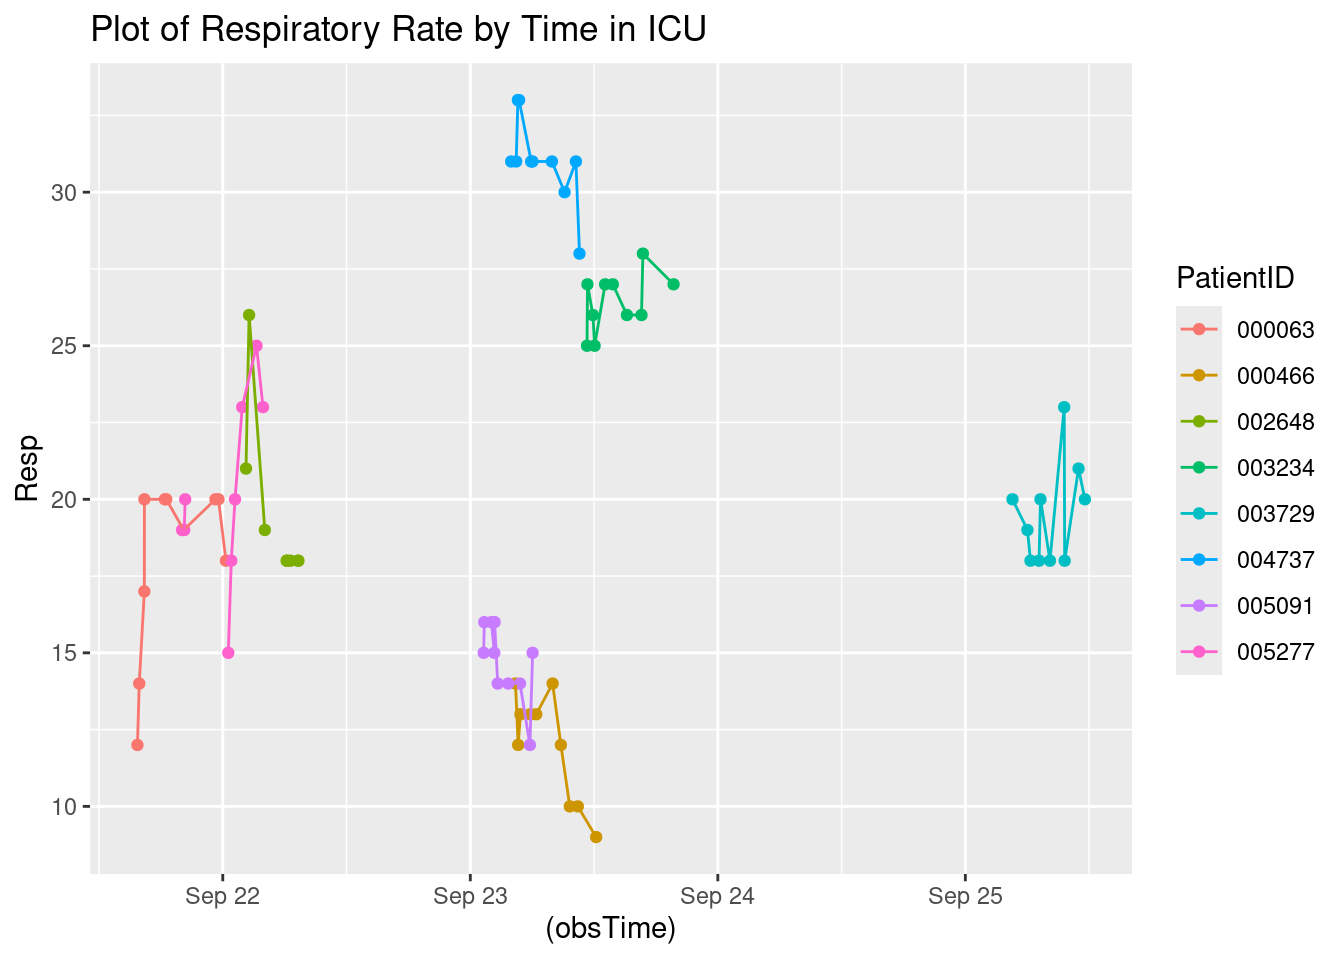 Plot of Respiratory Rate by Time in ICU
30
25
20
15
10
Resp
Sep 22 Sep 23 Sep 24 Sep 25
(obsTime)
PatientID
000063
000466
002648
003234
003729
004737
005091
005277